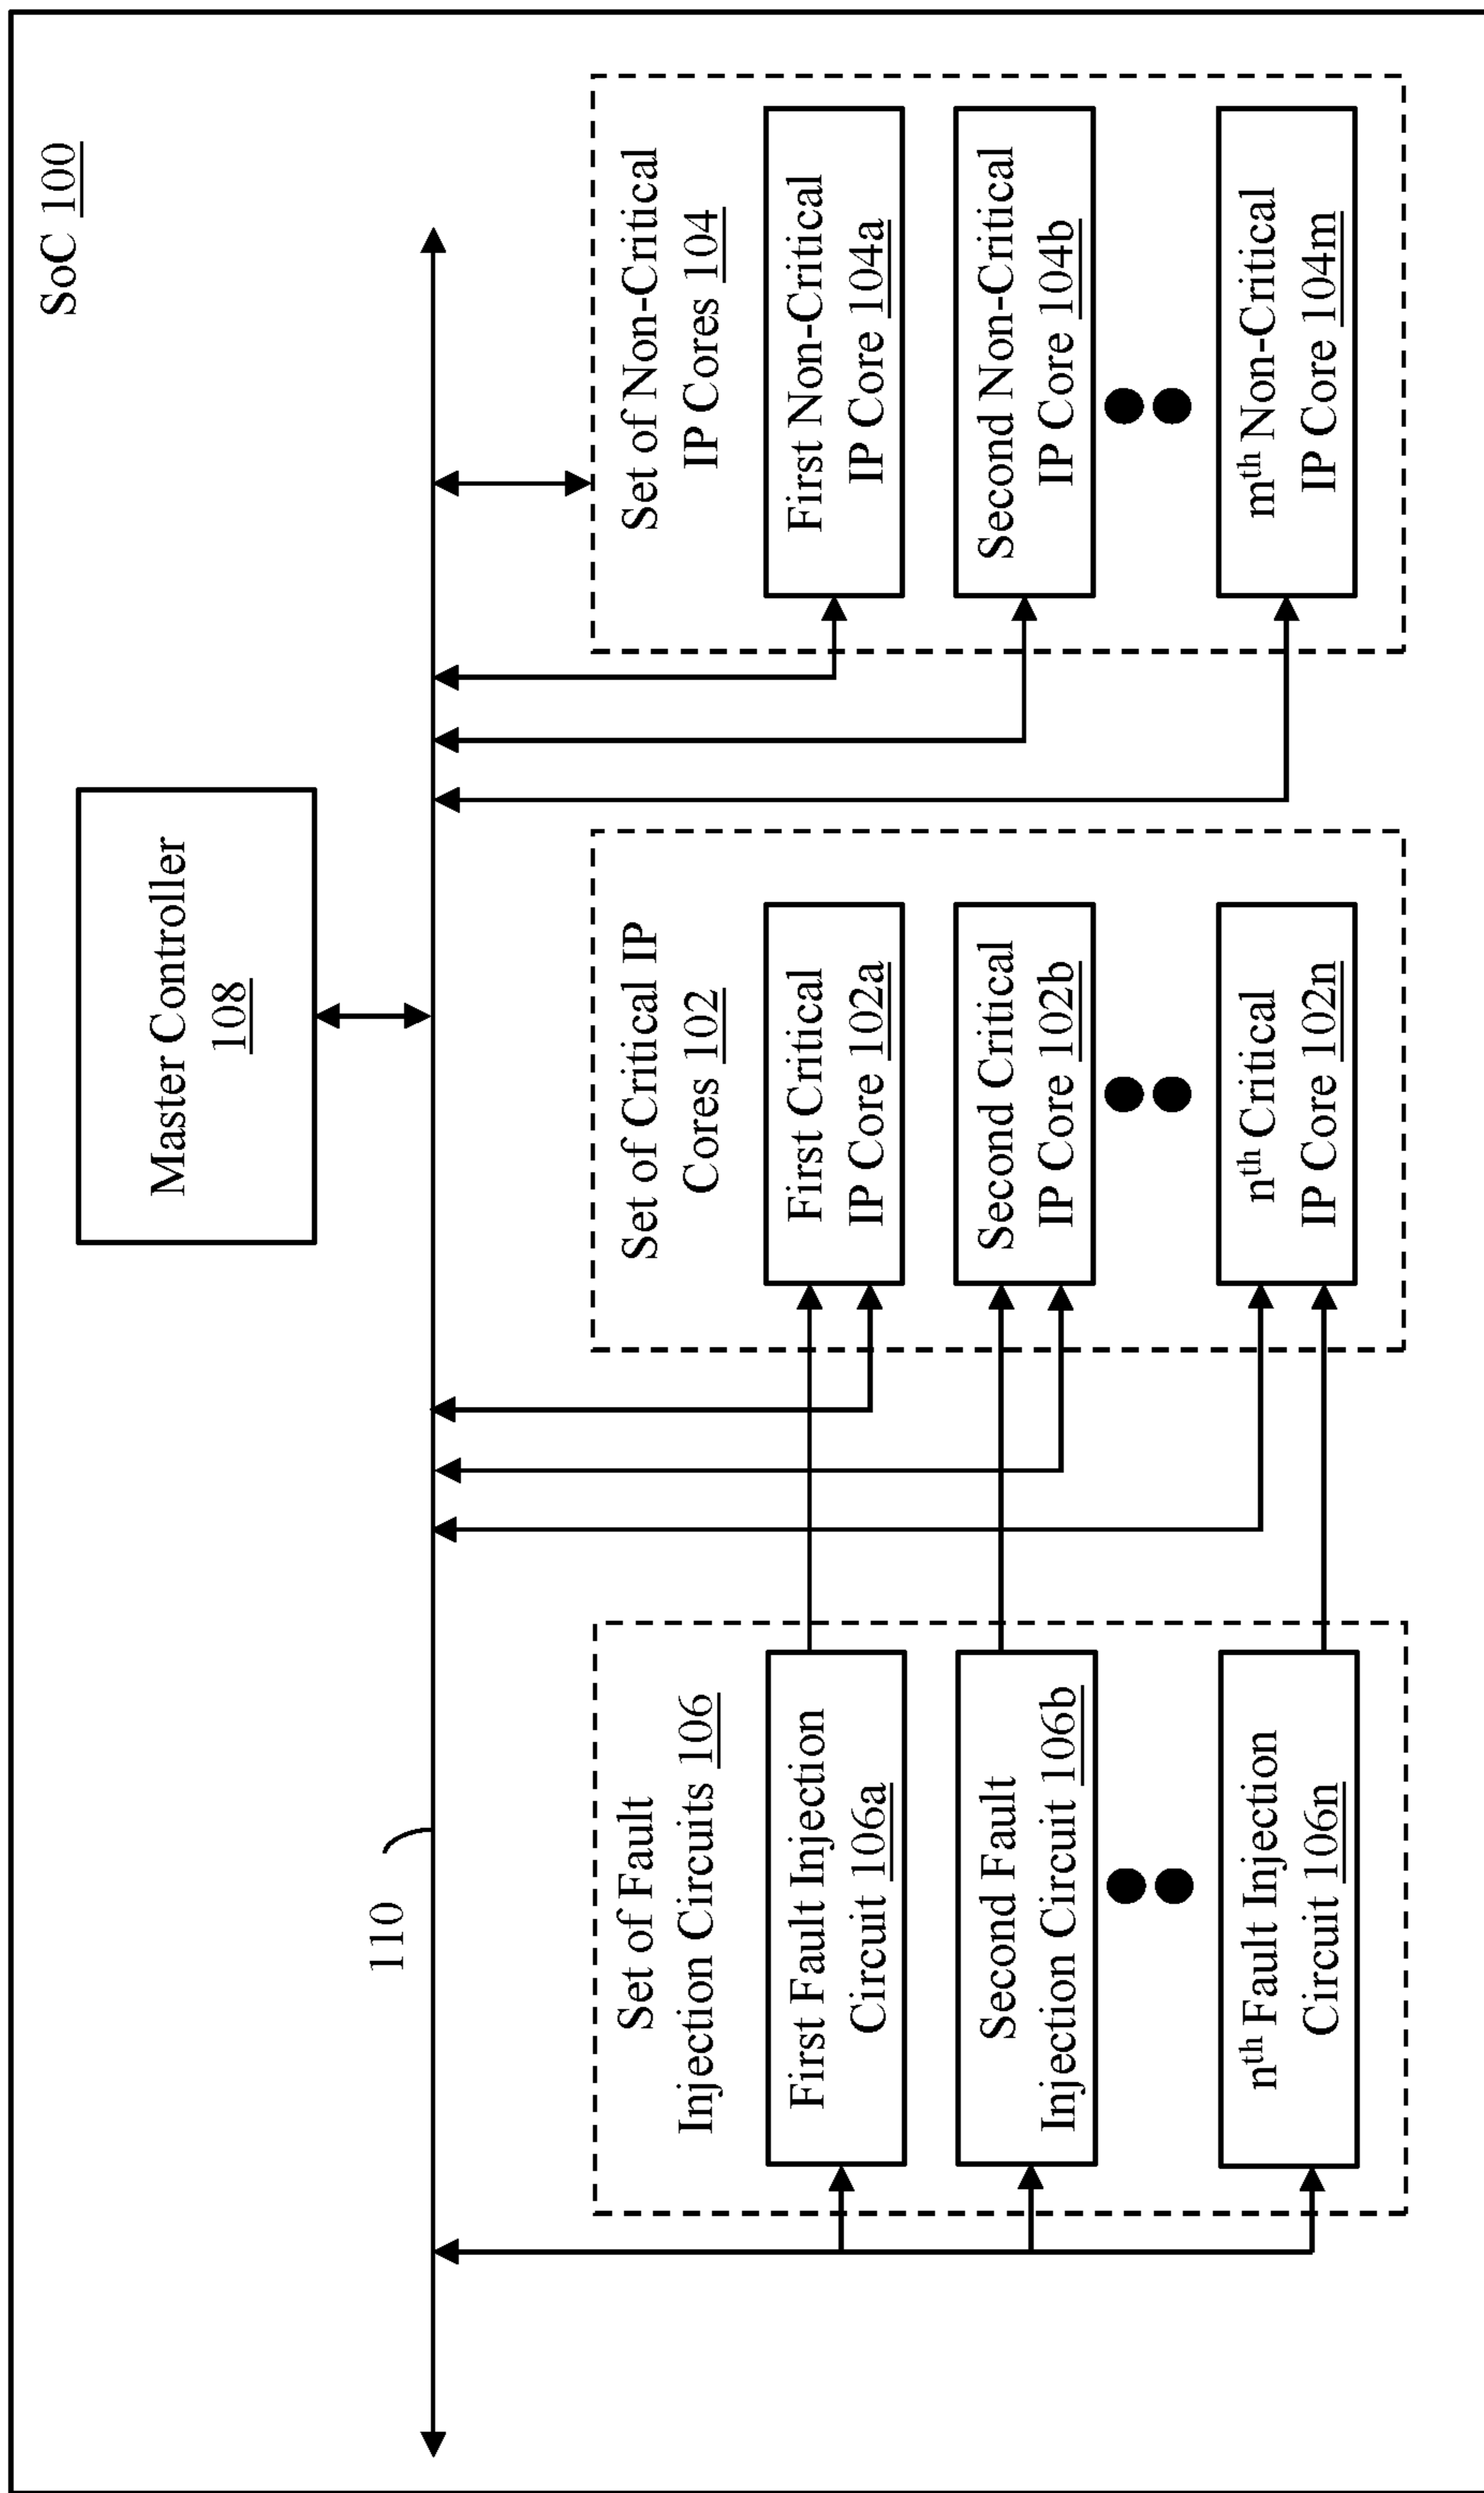 SoC 100
Master Controller
108
110
Set of Fault
Injection Circuits 106
First Fault Injection
Circuit 106a
Second Fault
Injection Circuit 106b
nth Fault Injection
Circuit 106n
Set of Critical IP
Cores 102
First Critical
IP Core 102a
Second Critical
IP Core 102b
nth Critical
IP Core 102n
Set of Non-Critical
IP Cores 104
First Non-Critical
IP Core 104a
Second Non-Critical
IP Core 104b
mth Non-Critical
IP Core 104m